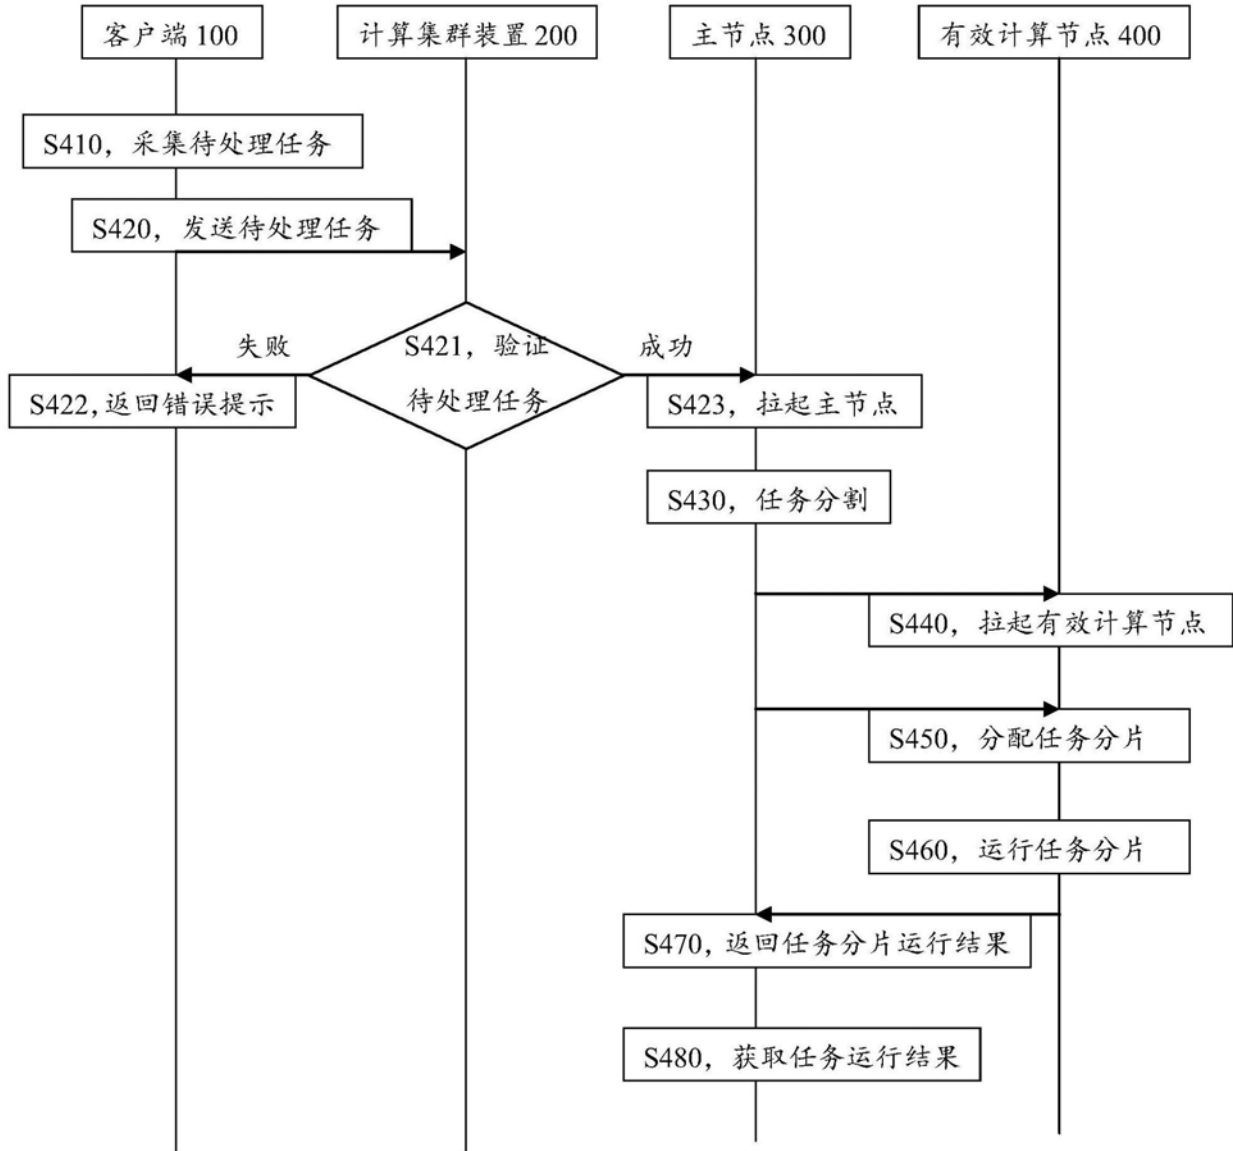 客户端 100
计算集群装置 200
主节点 300
有效计算节点 400
S410，采集待处理任务
S420，发送待处理任务
失败
S421，验证
待处理任务
成功
S422,返回错误提示
S423，拉起主节点
S430，任务分割
S440，拉起有效计算节点
S450，分配任务分片
S460，运行任务分片
S470,返回任务分片运行结果
S480，获取任务运行结果